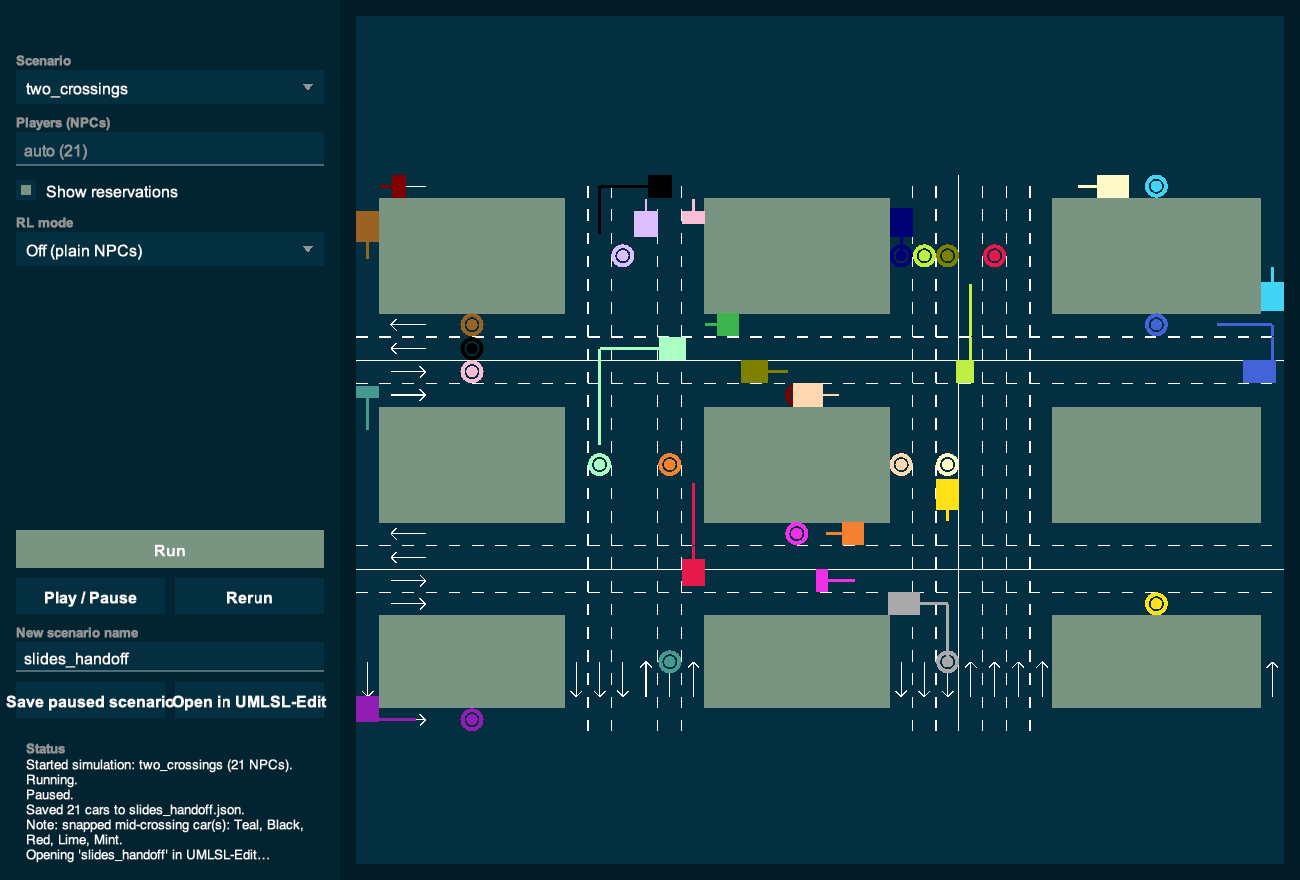 Scenario
two_crossings
Players (NPCs)
auto (21)
Show reservations
RL mode
Off (plain NPCs)
Run
Play / Pause
Rerun
New scenario name
slides_handoff
Save paused scenario
Open in UMLSL-Edit
Status
Started simulation: two_crossings (21 NPCs).
Running.
Paused.
Saved 21 cars to slides_handoff.json.
Note: snapped mid-crossing car(s): Teal, Black,
Red, Lime, Mint.
Opening 'slides_handoff' in UMLSL-Edit...